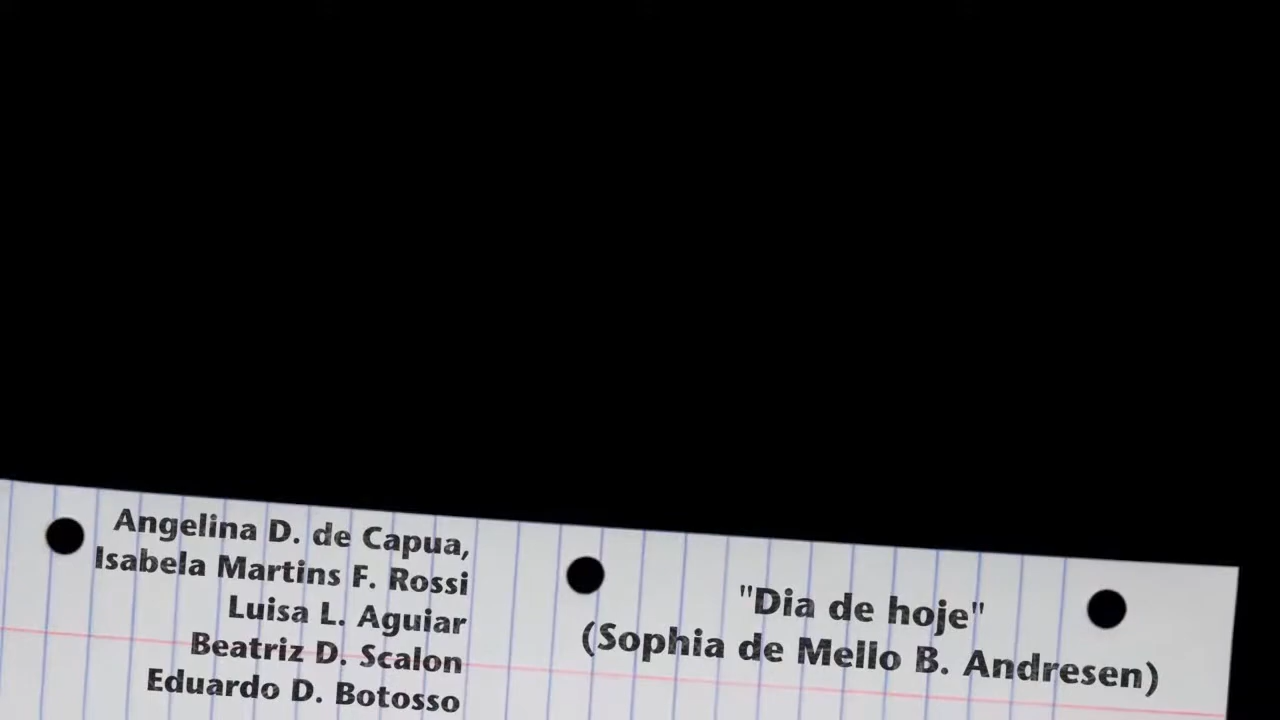 Angelina D. de Capua,
Isabela Martins F. Rossi
Luisa L. Aguiar
Beatriz D. Scalon
Eduardo D. Botosso
"Dia de hoje"
(Sophia de Mello B. Andresen)